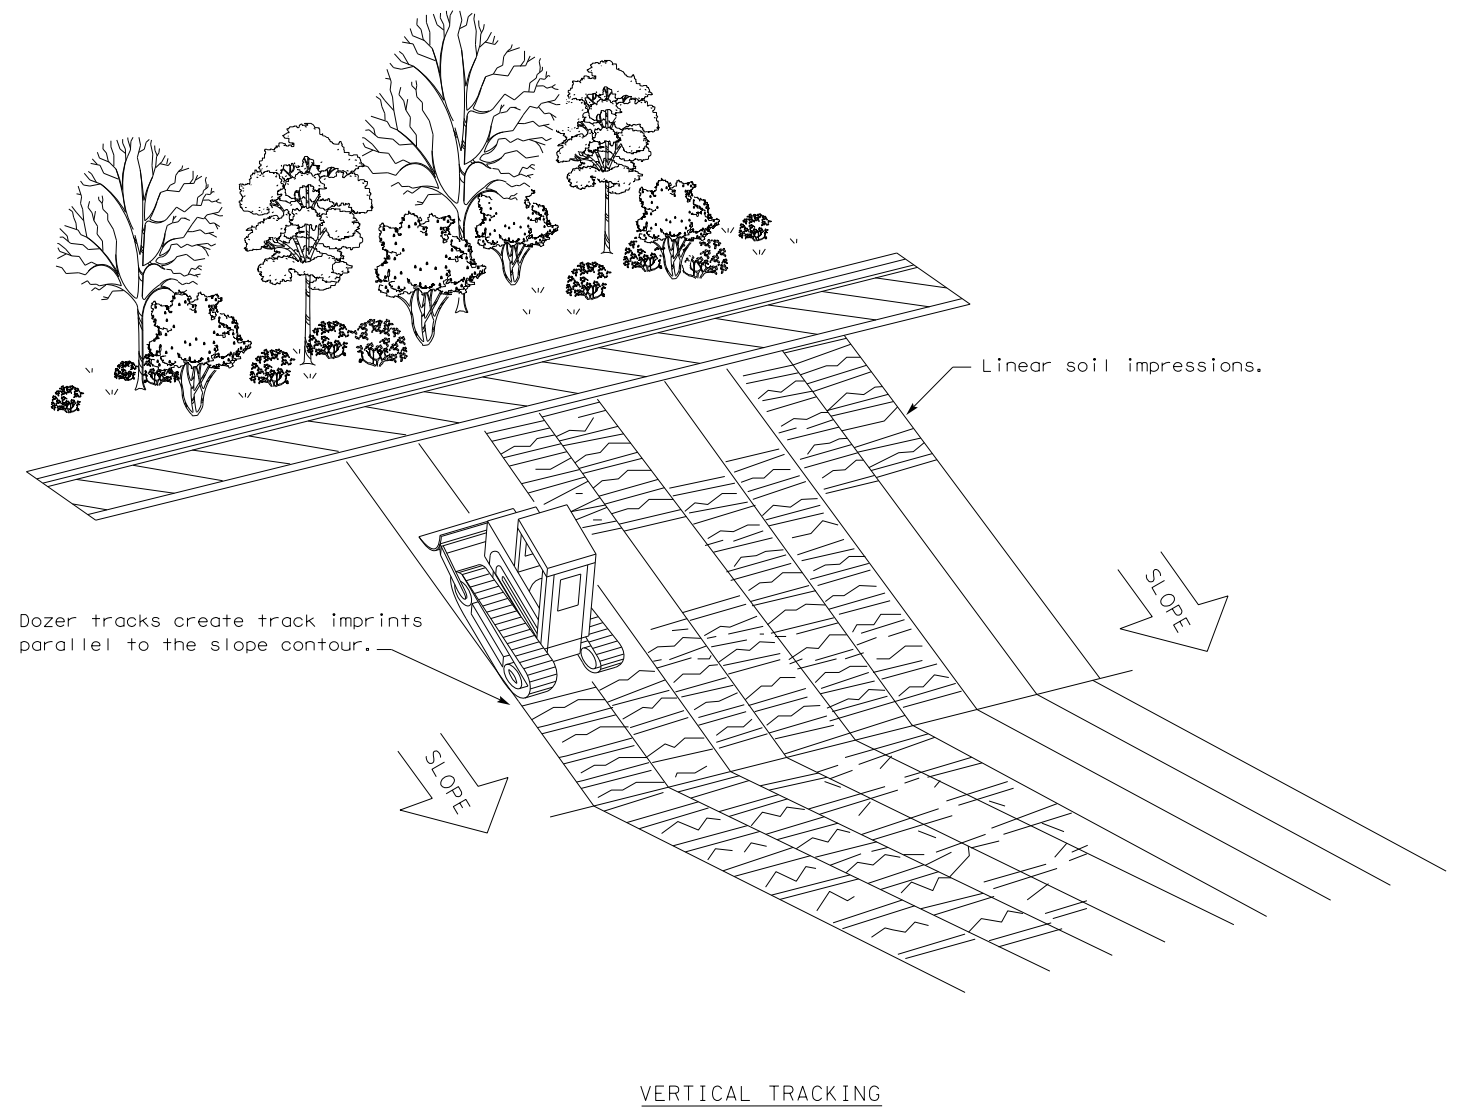 Linear soil impressions.
SLOPE
Dozer tracks create track imprints
parallel to the slope contour.
SLOPE
VERTICAL TRACKING